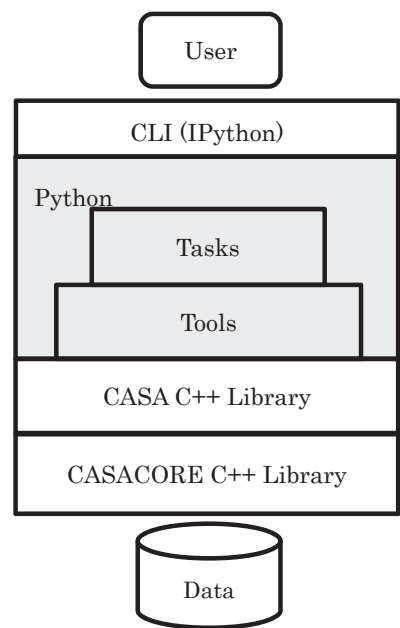 User
CLI (IPython)
Python
Tasks
Tools
CASA C++ Library
CASACORE C++ Library
Data